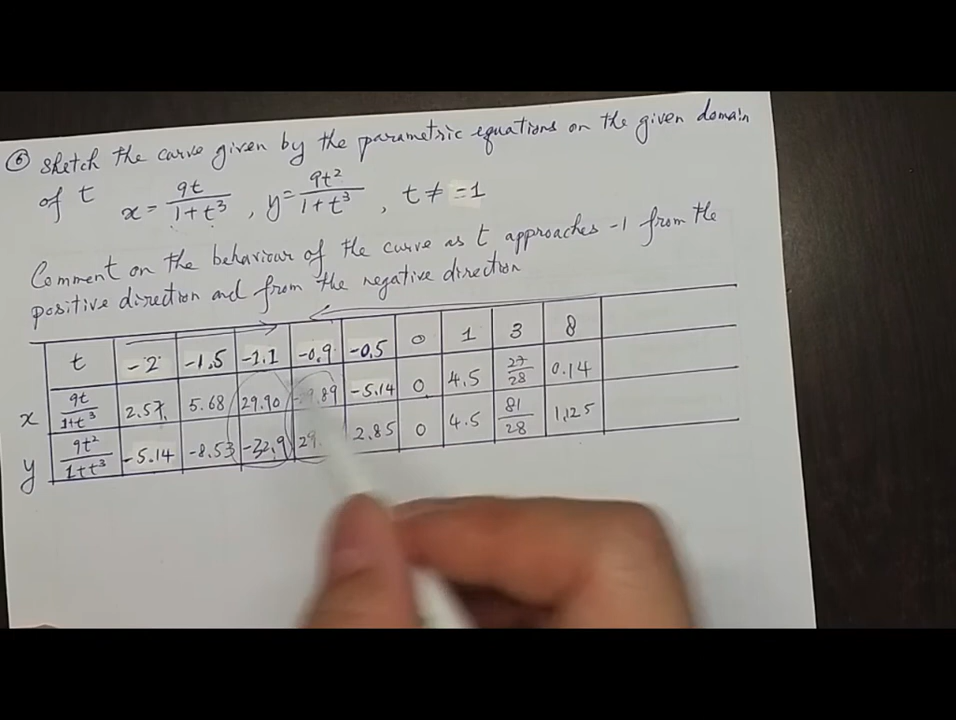 ⑥ Sketch the curve given by the parametric equations on the given domain
of t x = 9t/(1+t³) , y = 9t²/(1+t³) , t ≠ -1
Comment on the behaviour of the curve as t approaches -1 from the
positive direction and from the negative direction
t -2 -1.5 -1.1 -0.9 -0.5 0 1 3 8
x 9t/(1+t³) 2.57 5.68 29.90 -5.14 0 4.5 27/28 0.14
y 9t²/(1+t³) -5.14 -8.53 -32.9 2.85 0 4.5 81/28 1.125